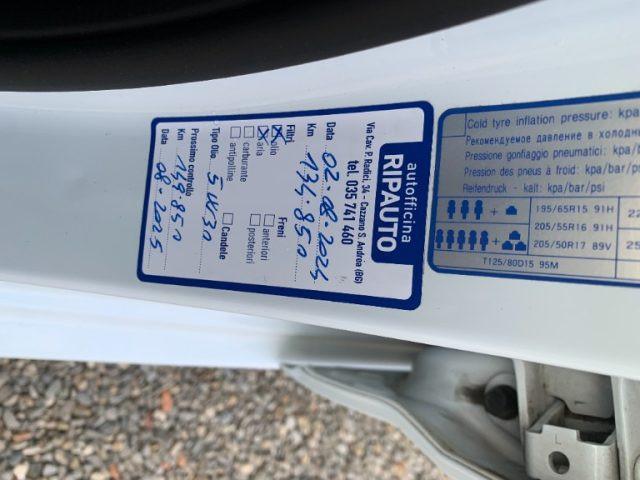 autofficina
RIPAUTO
Via Cav. P. Radici, 34 - Cazzano S. Andrea (BG)
tel. 035 741 460
Data 02-08-2024
Km 134.850
Filtri
olio
aria
carburante
antipolline
Freni
anteriori
posteriori
Tipo Olio 5W30
Candele
Prossimo controllo
Km 149.850
Data 08-2025
Cold tyre inflation pressure: kpa
Рекомендуемое давление в холодн
Pressione gonfiaggio pneumatici: kpa/b
Pression des pneus à froid: kpa/bar
Reifendruck - kalt: kpa/bar/psi
195/65R15 91H 22
205/55R16 91H
205/50R17 89V 25
T125/80D15 95M
L
L